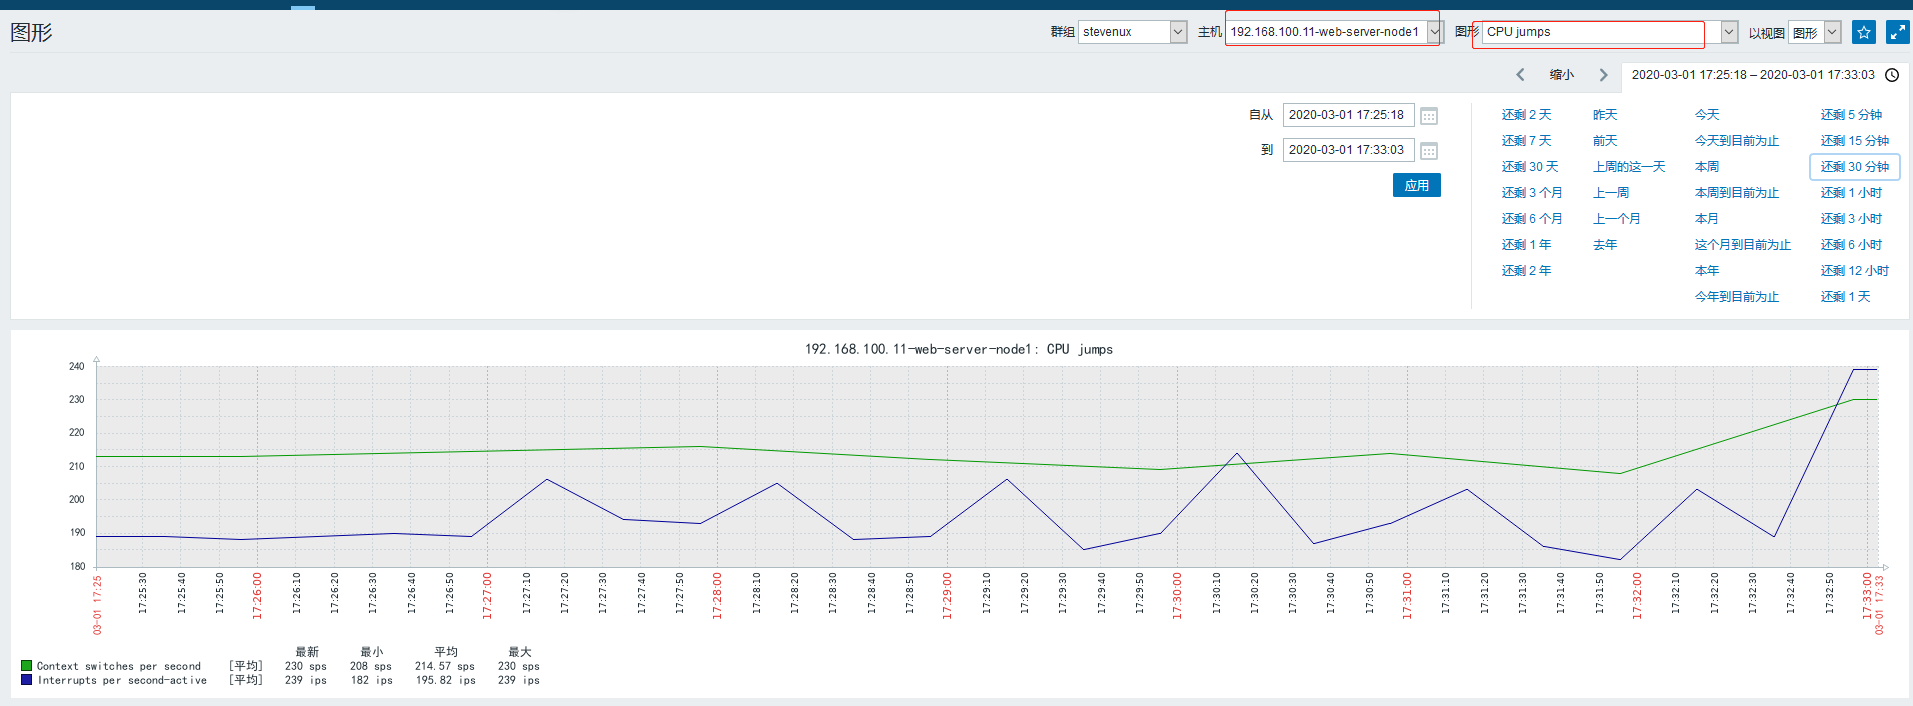 图形 群组 stevenux 主机 192.168.100.11-web-server-node1 图形 CPU jumps 以视图 图形
缩小 2020-03-01 17:25:18 – 2020-03-01 17:33:03
自从 2020-03-01 17:25:18
到 2020-03-01 17:33:03
应用
还剩 2 天 昨天 今天 还剩 5 分钟
还剩 7 天 前天 今天到目前为止 还剩 15 分钟
还剩 30 天 上周的这一天 本周 还剩 30 分钟
还剩 3 个月 上一周 本周到目前为止 还剩 1 小时
还剩 6 个月 上一个月 本月 还剩 3 小时
还剩 1 年 去年 这个月到目前为止 还剩 6 小时
还剩 2 年 本年 还剩 12 小时
今年到目前为止 还剩 1 天
192.168.100.11-web-server-node1: CPU jumps
240
230
220
210
200
190
180
03-01 17:25 17:25:30 17:25:40 17:25:50 17:26:00 17:26:10 17:26:20 17:26:30 17:26:40 17:26:50 17:27:00 17:27:10 17:27:20 17:27:30 17:27:40 17:27:50 17:28:00 17:28:10 17:28:20 17:28:30 17:28:40 17:28:50 17:29:00 17:29:10 17:29:20 17:29:30 17:29:40 17:29:50 17:30:00 17:30:10 17:30:20 17:30:30 17:30:40 17:30:50 17:31:00 17:31:10 17:31:20 17:31:30 17:31:40 17:31:50 17:32:00 17:32:10 17:32:20 17:32:30 17:32:40 17:32:50 17:33:00 03-01 17:33
最新 最小 平均 最大
Context switches per second [平均] 230 sps 208 sps 214.57 sps 230 sps
Interrupts per second-active [平均] 239 ips 182 ips 195.82 ips 239 ips